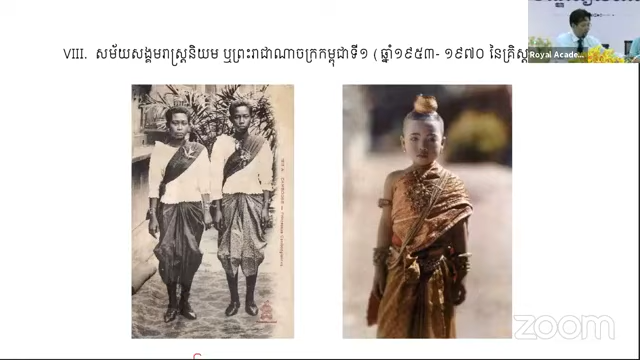 VIII. សម័យសង្គមរាស្ត្រនិយម ឬព្រះរាជាណាចក្រកម្ពុជាទី១ ( ឆ្នាំ១៩៥៣- ១៩៧០ នៃគ្រិស្ត
Royal Acade...
zoom